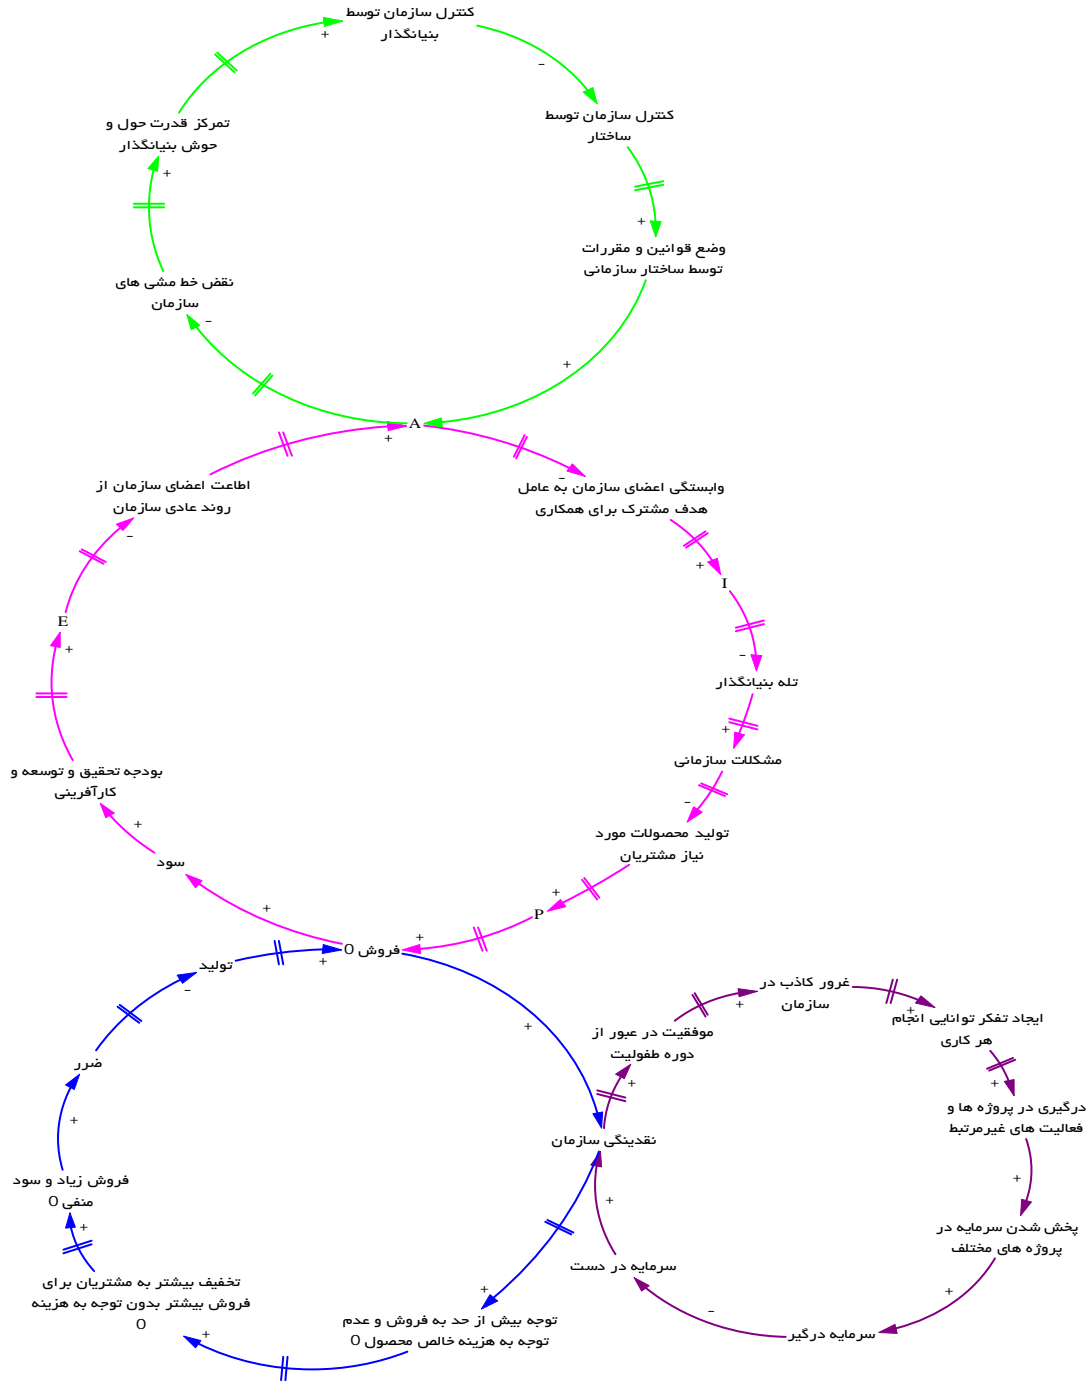 کنترل سازمان توسط
بنیانگذار
+
–
کنترل سازمان توسط
ساختار
تمرکز قدرت حول و
حوش بنیانگذار
+
+
وضع قوانین و مقررات
توسط ساختار سازمانی
نقض خط مشی های
سازمان
–
+
A
+
اطاعت اعضای سازمان از
روند عادی سازمان
–
–
وابستگی اعضای سازمان به عامل
هدف مشترک برای همکاری
+
I
E
+
–
تله بنیانگذار
+
مشکلات سازمانی
–
بودجه تحقیق و توسعه و
کارآفرینی
+
تولید محصولات مورد
نیاز مشتریان
سود
+
+
P
+
فروش 0
+
تولید
–
+
غرور کاذب در
سازمان
+
موفقیت در عبور از
دوره طفولیت
+
ایجاد تفکر توانایی انجام
هر کاری
+
+
ضرر
+
درگیری در پروژه ها و
فعالیت های غیرمرتبط
+
نقدینگی سازمان
+
فروش زیاد و سود
منفی 0
+
پخش شدن سرمایه در
پروژه های مختلف
+
سرمایه در دست
–
سرمایه درگیر
تخفیف بیشتر به مشتریان برای
فروش بیشتر بدون توجه به هزینه
0
+
+
توجه بیش از حد به فروش و عدم
توجه به هزینه خالص محصول 0